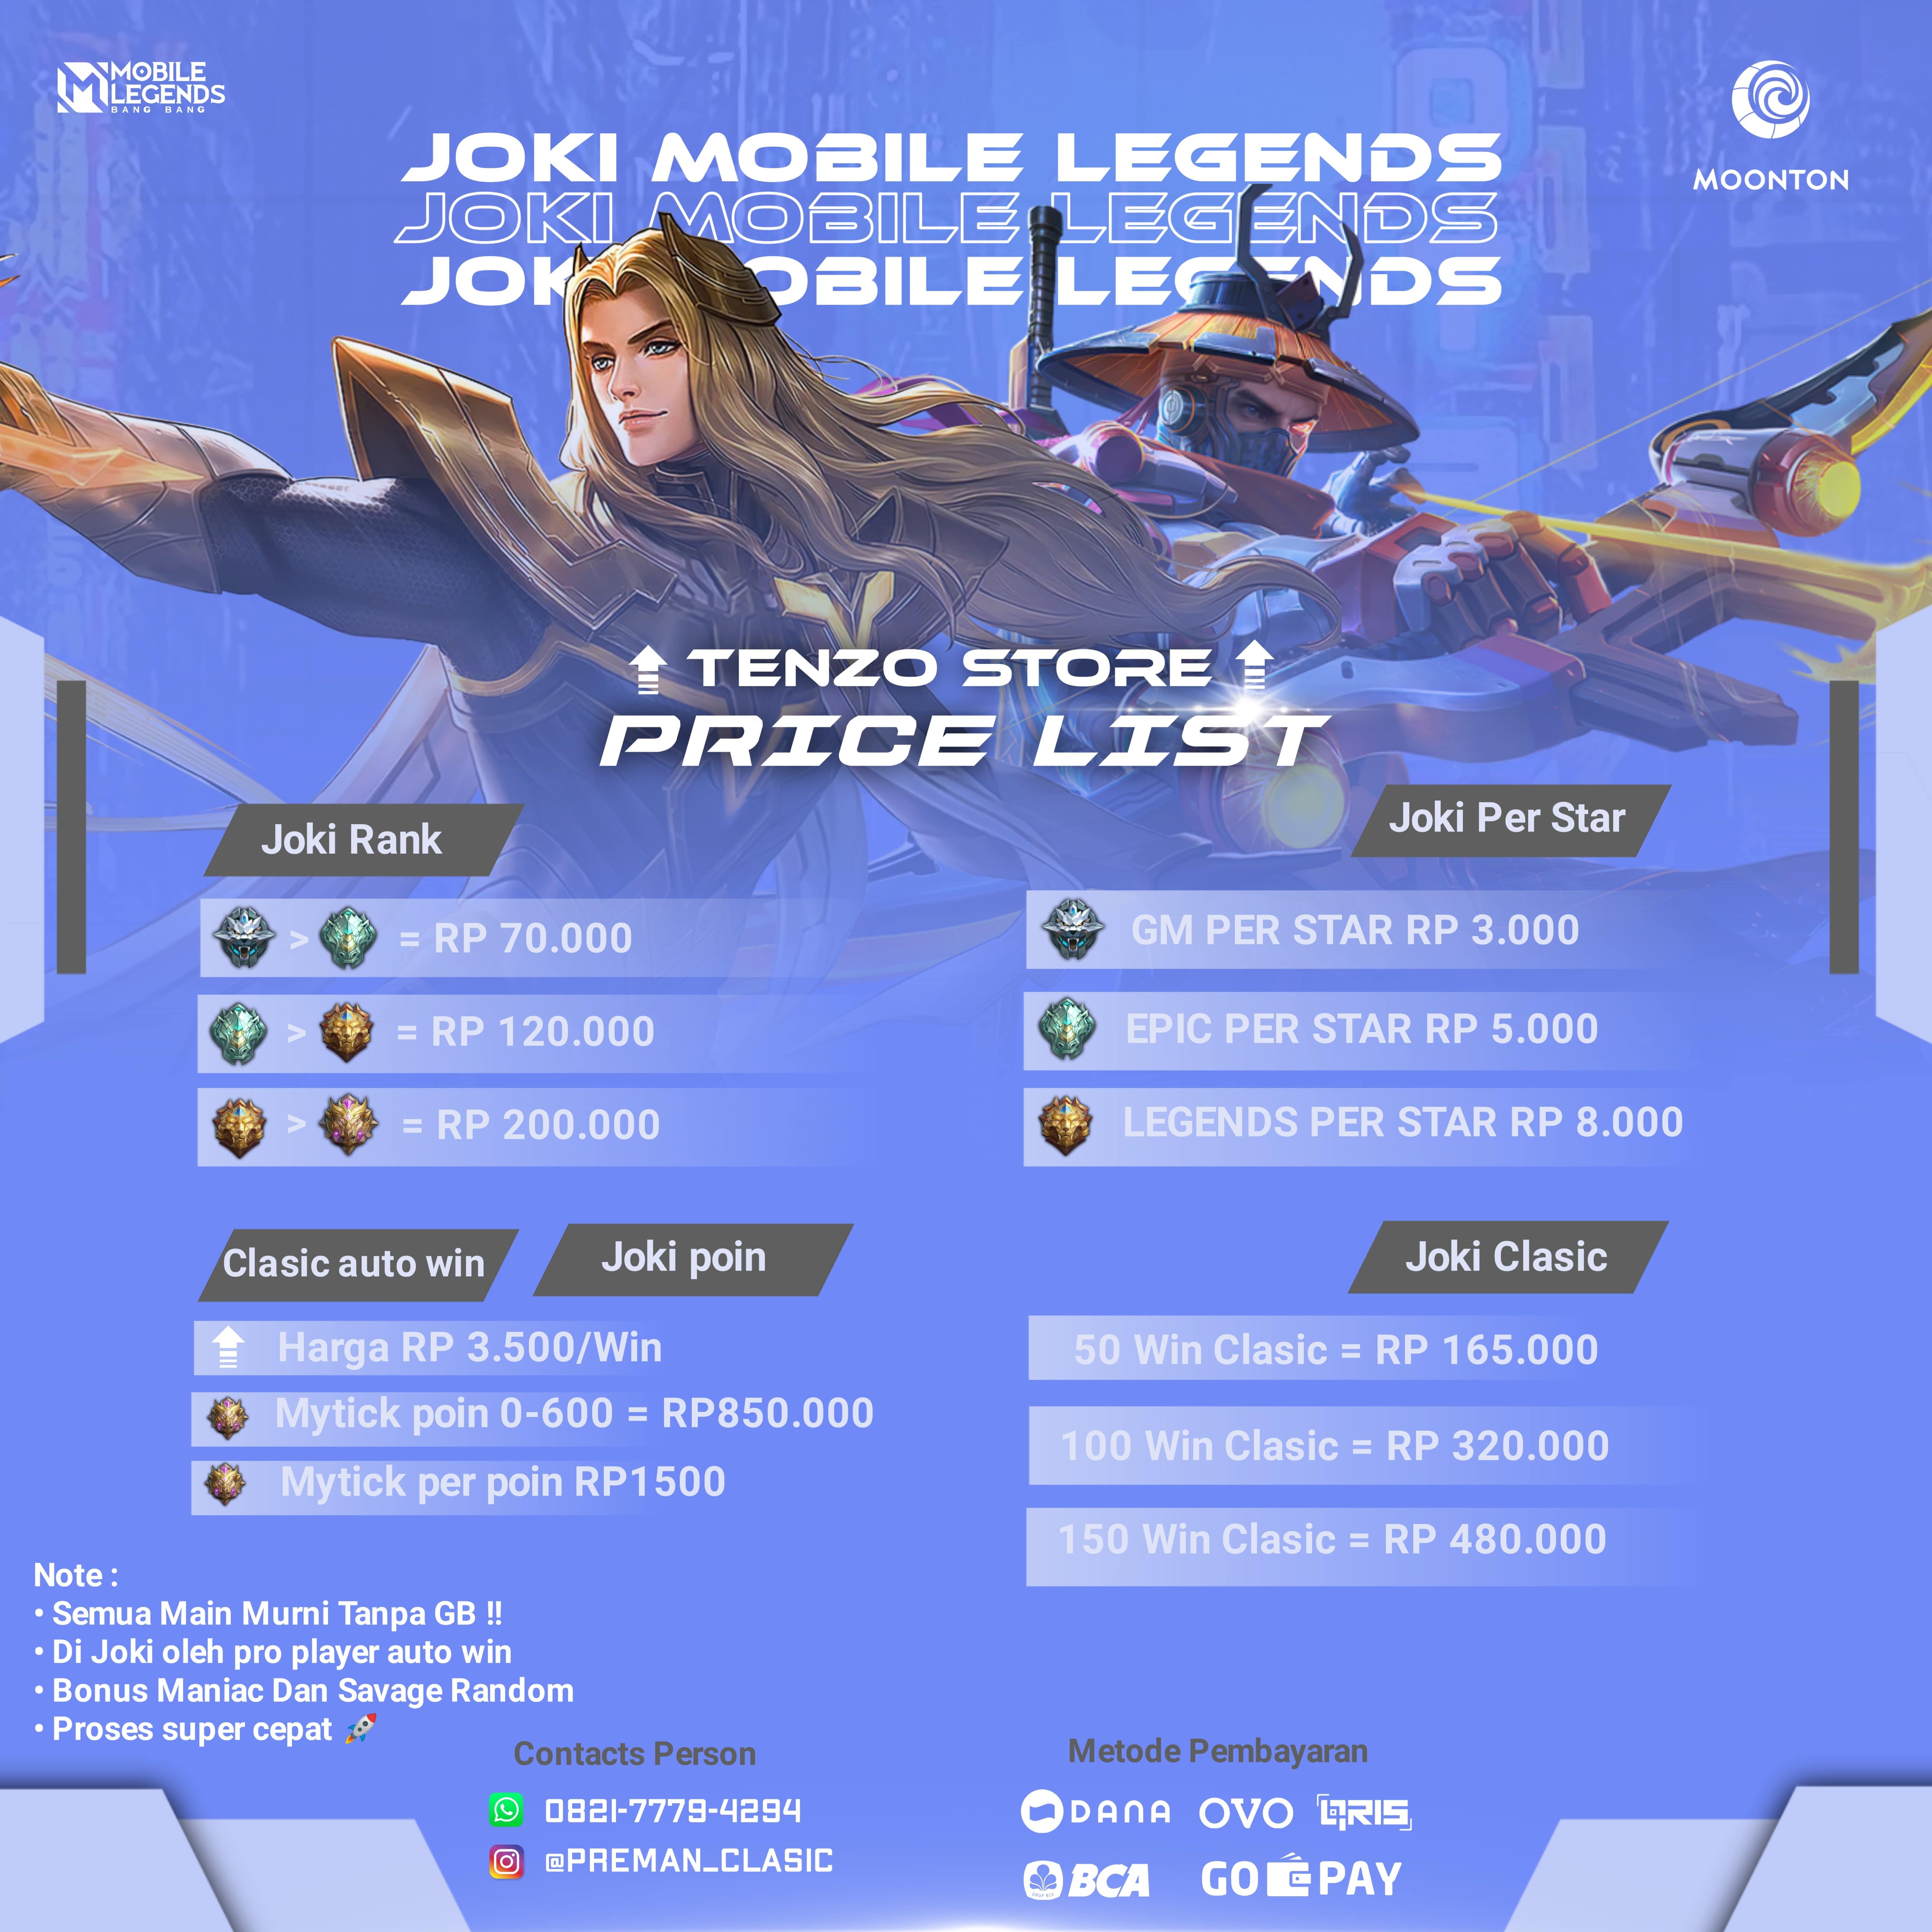 MOBILE
LEGENDS
BANG BANG
MOONTON
JOKI MOBILE LEGENDS
JOKI MOBILE LEGENDS
JOKI MOBILE LEGENDS
TENZO STORE
PRICE LIST
Joki Rank
> = RP 70.000
> = RP 120.000
> = RP 200.000
Joki Per Star
GM PER STAR RP 3.000
EPIC PER STAR RP 5.000
LEGENDS PER STAR RP 8.000
Clasic auto win
Joki poin
Harga RP 3.500/Win
Mytick poin 0-600 = RP850.000
Mytick per poin RP1500
Joki Clasic
50 Win Clasic = RP 165.000
100 Win Clasic = RP 320.000
150 Win Clasic = RP 480.000
Note :
• Semua Main Murni Tanpa GB !!
• Di Joki oleh pro player auto win
• Bonus Maniac Dan Savage Random
• Proses super cepat 🚀
Contacts Person
0821-7779-4294
@PREMAN_CLASIC
Metode Pembayaran
DANA OVO QRIS
BCA GOPAY